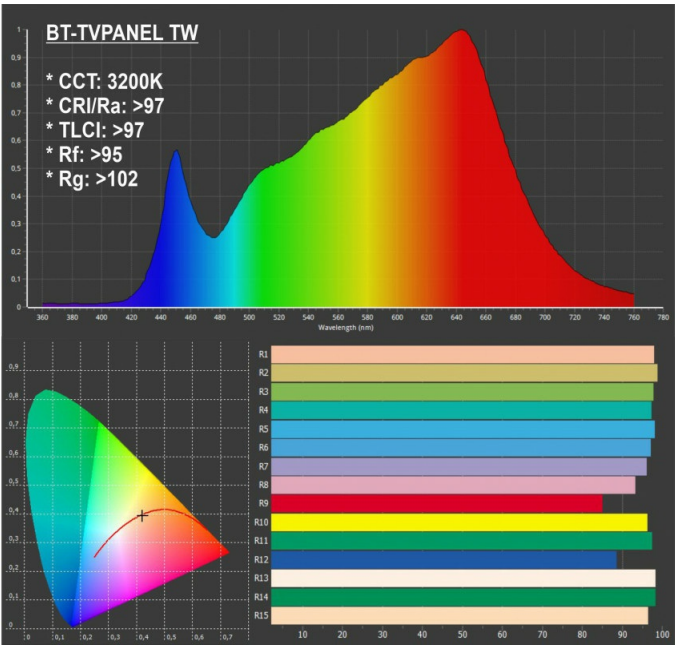 BT-TVPANEL TW
* CCT: 3200K
* CRI/Ra: >97
* TLCI: >97
* Rf: >95
* Rg: >102
1
0,9
0,8
0,7
0,6
0,5
0,4
0,3
0,2
0,1
0
360 380 400 420 440 460 480 500 520 540 560 580 600 620 640 660 680 700 720 740 760 780
Wavelength (nm)
0,9
0,8
0,7
0,6
0,5
0,4
0,3
0,2
0,1
0
0 0,1 0,2 0,3 0,4 0,5 0,6 0,7
R1
R2
R3
R4
R5
R6
R7
R8
R9
R10
R11
R12
R13
R14
R15
10 20 30 40 50 60 70 80 90 100